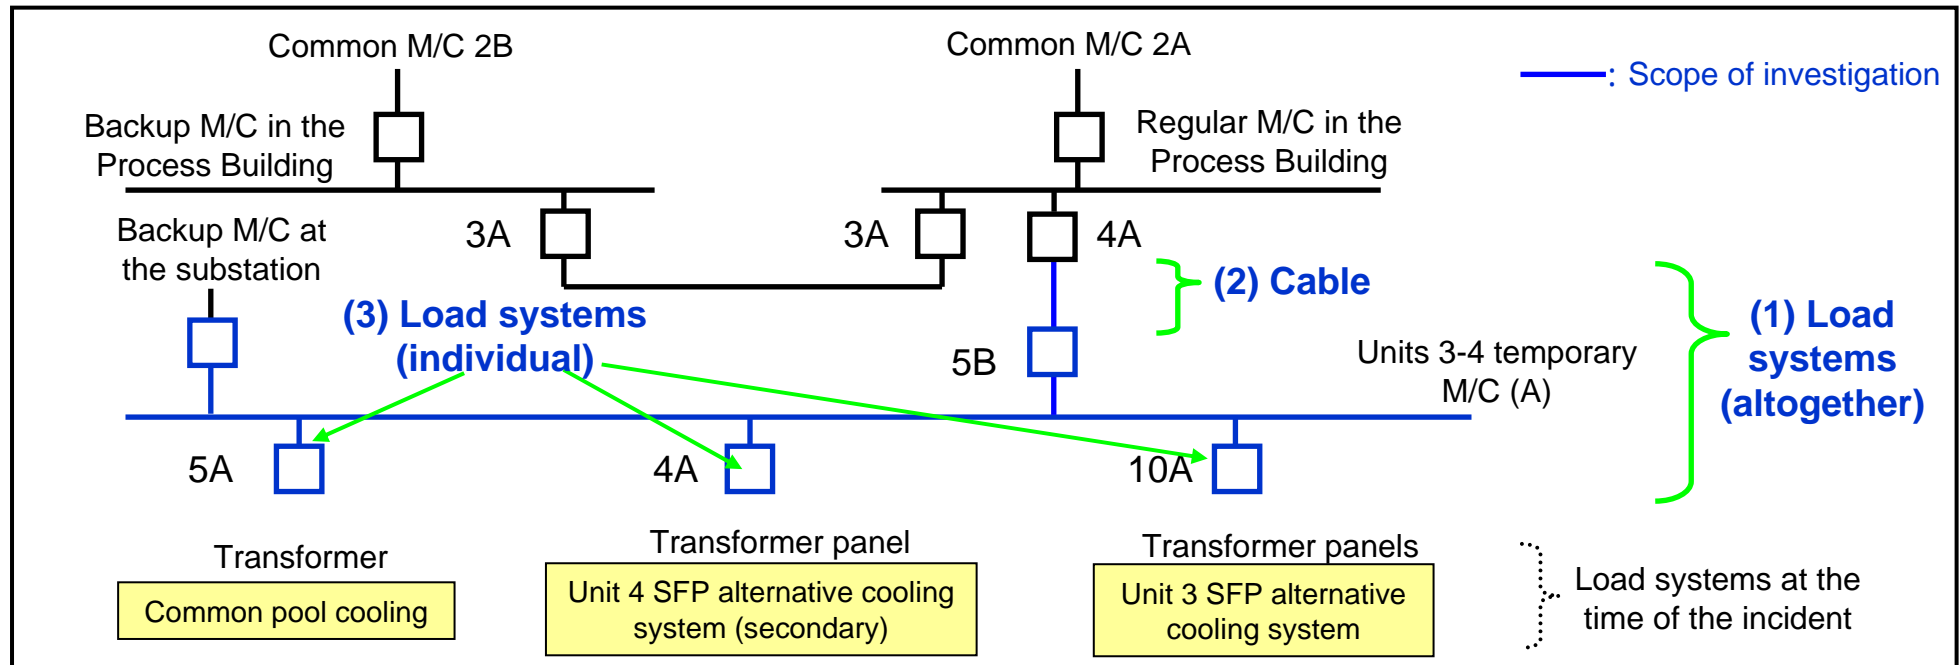 Common M/C 2B
Common M/C 2A
: Scope of investigation
Backup M/C in the
Process Building
Regular M/C in the
Process Building
3A
3A
4A
Backup M/C at
the substation
(2) Cable
(3) Load systems
(individual)
(1) Load
systems
(altogether)
5B
Units 3-4 temporary
M/C (A)
5A
4A
10A
Transformer
Common pool cooling
Transformer panel
Unit 4 SFP alternative cooling
system (secondary)
Transformer panels
Unit 3 SFP alternative
cooling system
Load systems at the
time of the incident